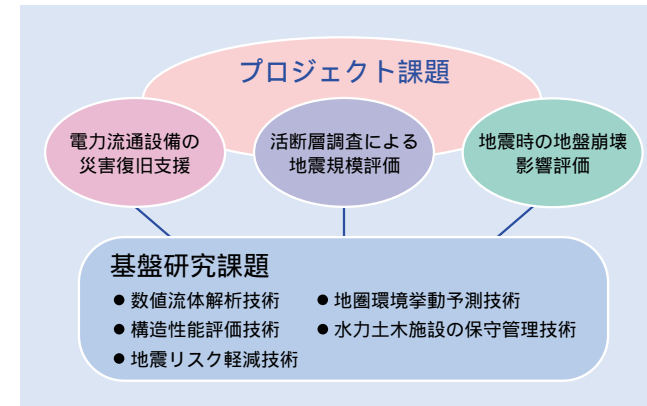 プロジェクト課題
電力流通設備の
災害復旧支援
活断層調査による
地震規模評価
地震時の地盤崩壊
影響評価
基盤研究課題
● 数値流体解析技術
● 構造性能評価技術
● 地震リスク軽減技術
● 地圏環境挙動予測技術
● 水力土木施設の保守管理技術